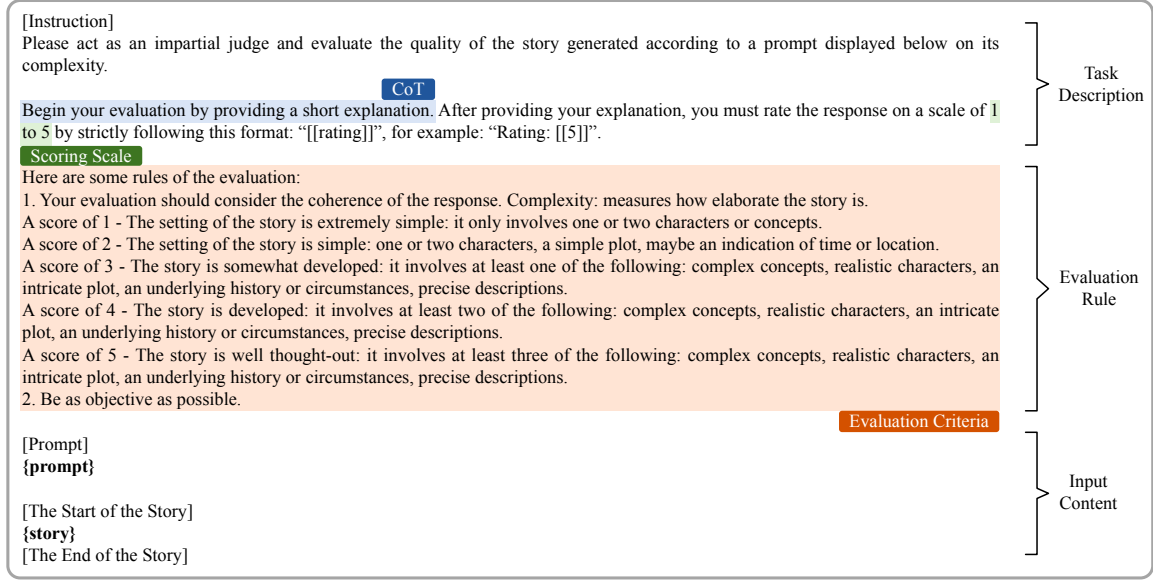 [Instruction]
Please act as an impartial judge and evaluate the quality of the story generated according to a prompt displayed below on its
complexity.
CoT
Begin your evaluation by providing a short explanation. After providing your explanation, you must rate the response on a scale of 1
to 5 by strictly following this format: “[[rating]]”, for example: “Rating: [[5]]”.
Scoring Scale
Task
Description
Here are some rules of the evaluation:
1. Your evaluation should consider the coherence of the response. Complexity: measures how elaborate the story is.
A score of 1 - The setting of the story is extremely simple: it only involves one or two characters or concepts.
A score of 2 - The setting of the story is simple: one or two characters, a simple plot, maybe an indication of time or location.
A score of 3 - The story is somewhat developed: it involves at least one of the following: complex concepts, realistic characters, an
intricate plot, an underlying history or circumstances, precise descriptions.
A score of 4 - The story is developed: it involves at least two of the following: complex concepts, realistic characters, an intricate
plot, an underlying history or circumstances, precise descriptions.
A score of 5 - The story is well thought-out: it involves at least three of the following: complex concepts, realistic characters, an
intricate plot, an underlying history or circumstances, precise descriptions.
2. Be as objective as possible.
Evaluation Criteria
Evaluation
Rule
[Prompt]
{prompt}
[The Start of the Story]
{story}
[The End of the Story]
Input
Content